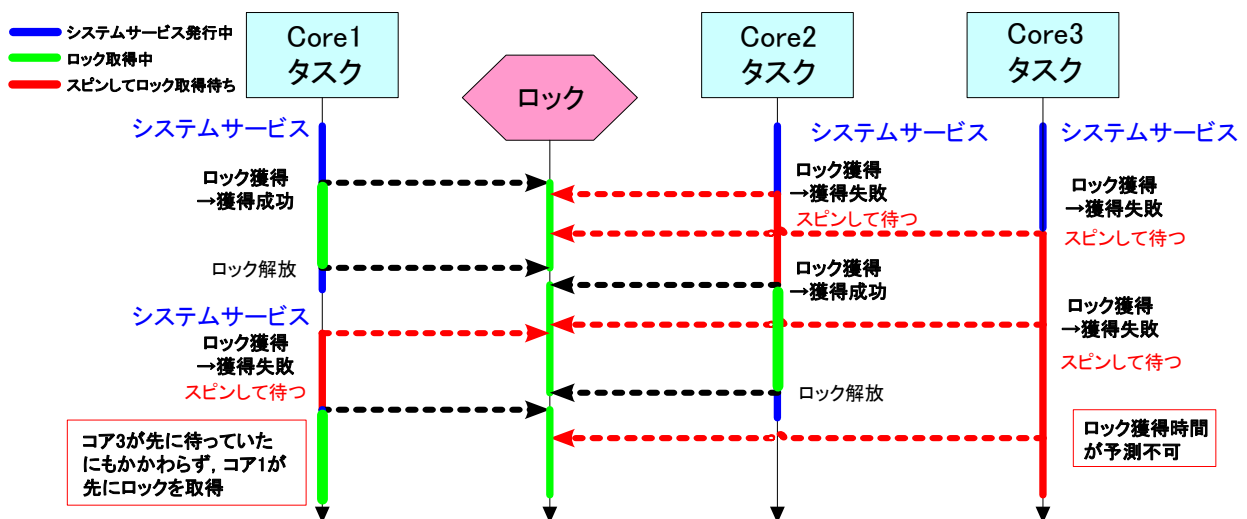 システムサービス発行中
ロック取得中
スピンしてロック取得待ち
Core1
タスク
ロック
Core2
タスク
Core3
タスク
システムサービス
システムサービス
システムサービス
ロック獲得
→獲得成功
ロック獲得
→獲得失敗
スピンして待つ
ロック獲得
→獲得失敗
スピンして待つ
ロック解放
ロック獲得
→獲得成功
システムサービス
ロック獲得
→獲得失敗
スピンして待つ
ロック獲得
→獲得失敗
スピンして待つ
ロック解放
コア3が先に待っていた
にもかかわらず，コア1が
先にロックを取得
ロック獲得時間
が予測不可